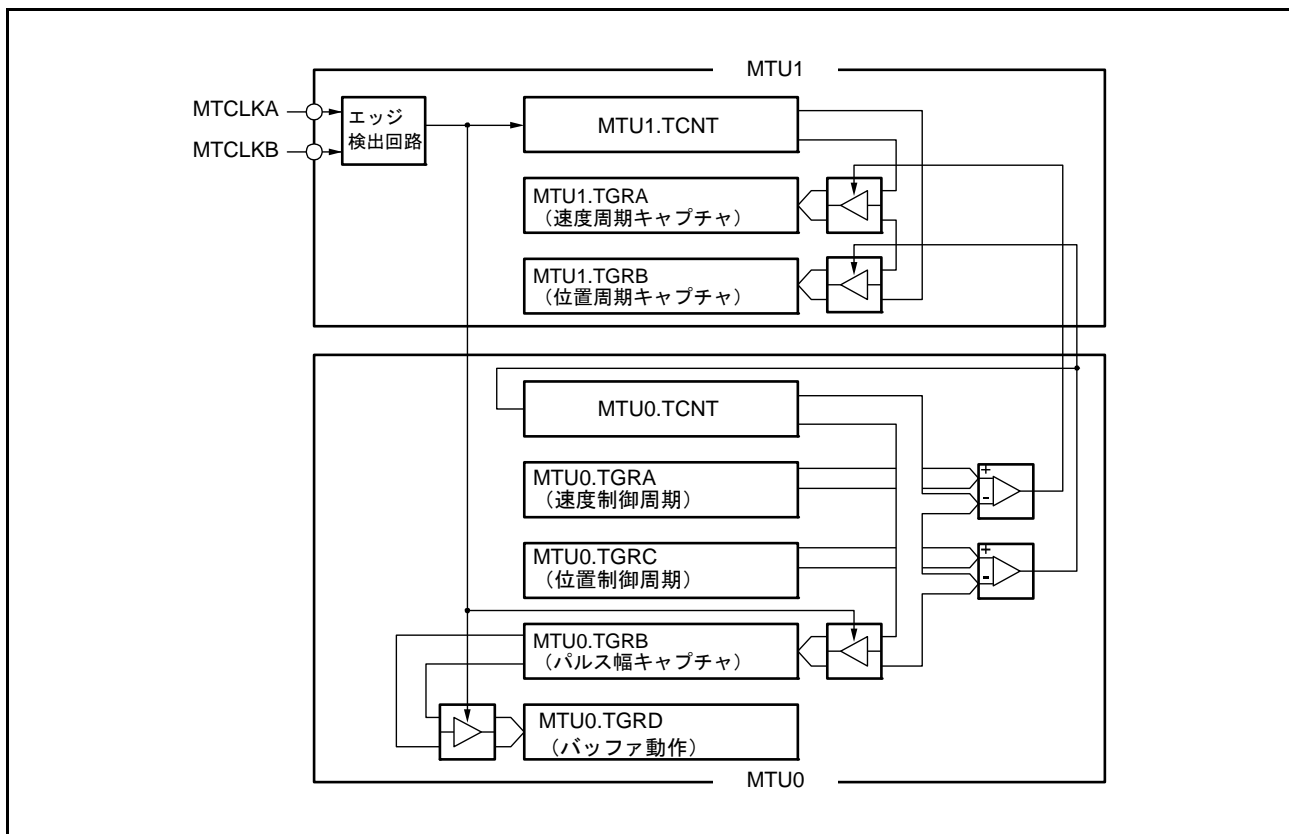 MTU1
MTCLKA
MTCLKB
エッジ
検出回路
MTU1.TCNT
MTU1.TGRA
（速度周期キャプチャ）
MTU1.TGRB
（位置周期キャプチャ）
MTU0.TCNT
MTU0.TGRA
（速度制御周期）
+
-
MTU0.TGRC
（位置制御周期）
+
-
MTU0.TGRB
（パルス幅キャプチャ）
MTU0.TGRD
（バッファ動作）
MTU0